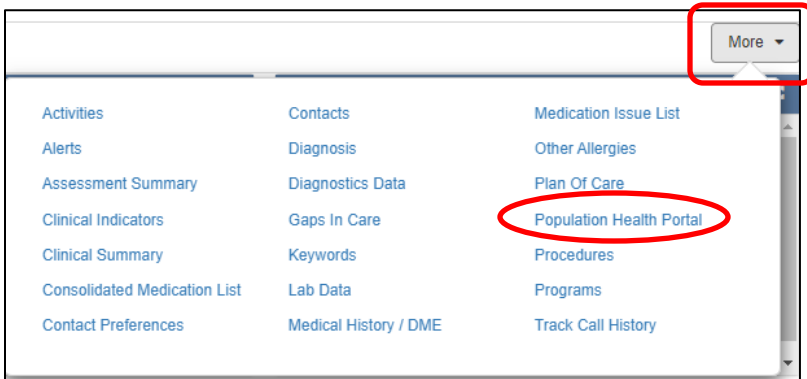 More
Activities
Contacts
Medication Issue List
Alerts
Diagnosis
Other Allergies
Assessment Summary
Diagnostics Data
Plan Of Care
Clinical Indicators
Gaps In Care
Population Health Portal
Clinical Summary
Keywords
Procedures
Consolidated Medication List
Lab Data
Programs
Contact Preferences
Medical History / DME
Track Call History